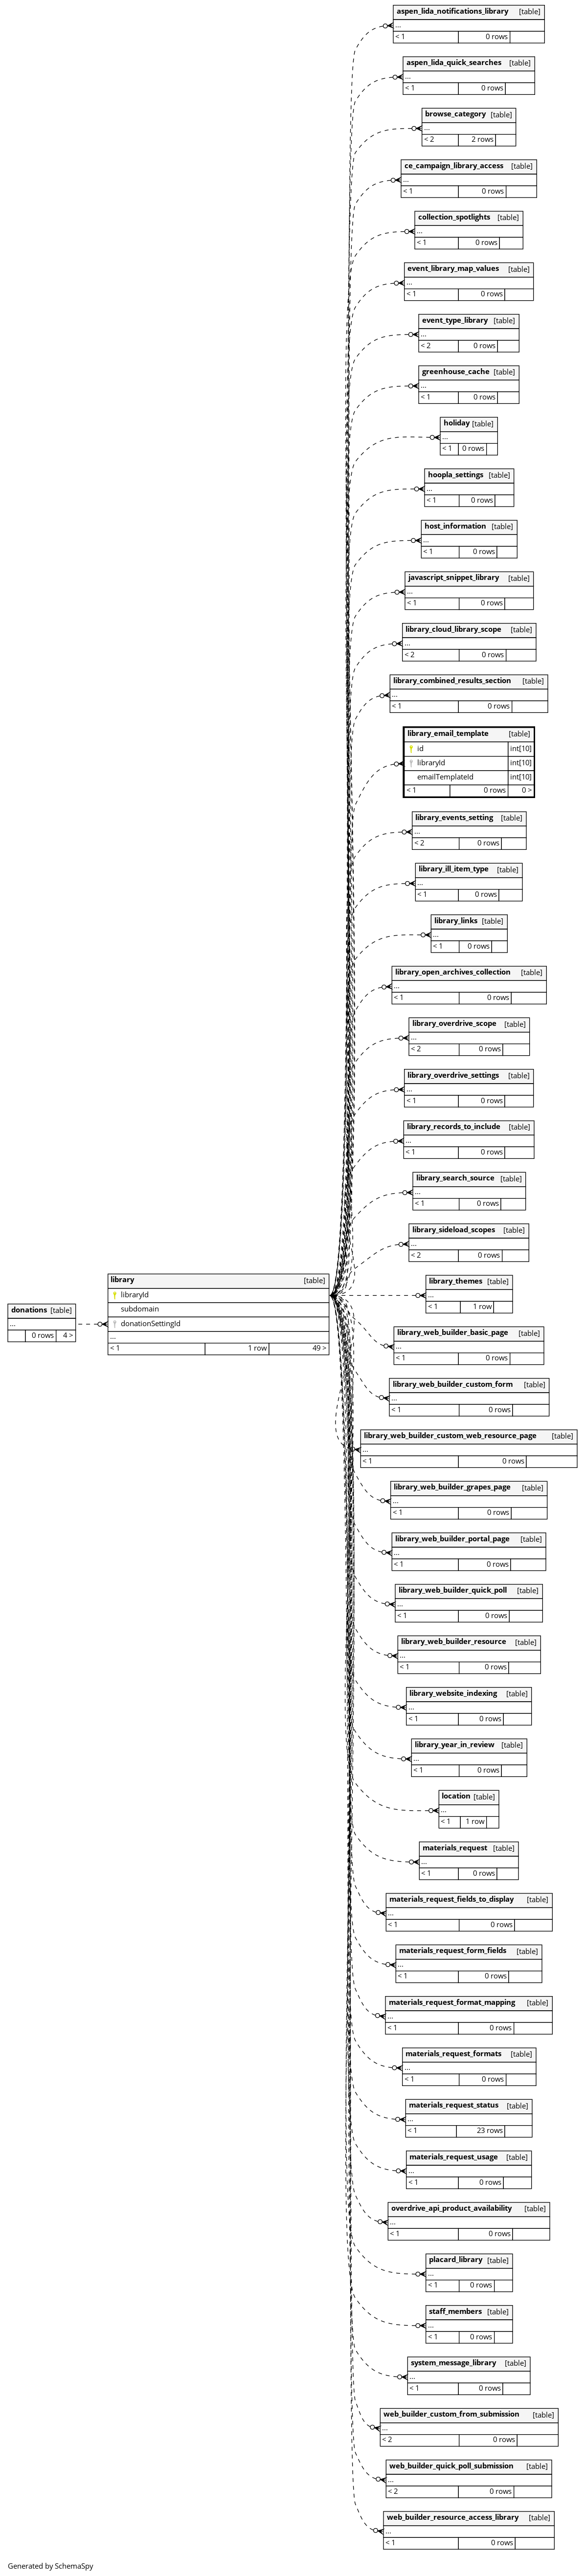 aspen_lida_notifications_library [table]
...
< 1 0 rows
aspen_lida_quick_searches [table]
...
< 1 0 rows
browse_category [table]
...
< 2 2 rows
ce_campaign_library_access [table]
...
< 1 0 rows
collection_spotlights [table]
...
< 1 0 rows
event_library_map_values [table]
...
< 1 0 rows
event_type_library [table]
...
< 2 0 rows
greenhouse_cache [table]
...
< 1 0 rows
holiday [table]
...
< 1 0 rows
hoopla_settings [table]
...
< 1 0 rows
host_information [table]
...
< 1 0 rows
javascript_snippet_library [table]
...
< 1 0 rows
library_cloud_library_scope [table]
...
< 2 0 rows
library_combined_results_section [table]
...
< 1 0 rows
library_email_template [table]
id int[10]
libraryId int[10]
emailTemplateId int[10]
< 1 0 rows 0 >
library_events_setting [table]
...
< 2 0 rows
library_ill_item_type [table]
...
< 1 0 rows
library_links [table]
...
< 1 0 rows
library_open_archives_collection [table]
...
< 1 0 rows
library_overdrive_scope [table]
...
< 2 0 rows
library_overdrive_settings [table]
...
< 1 0 rows
library_records_to_include [table]
...
< 1 0 rows
library_search_source [table]
...
< 1 0 rows
library_sideload_scopes [table]
...
< 2 0 rows
library_themes [table]
...
< 1 1 row
donations [table]
...
0 rows 4 >
library [table]
libraryId
subdomain
donationSettingId
...
< 1 1 row 49 >
library_web_builder_basic_page [table]
...
< 1 0 rows
library_web_builder_custom_form [table]
...
< 1 0 rows
library_web_builder_custom_web_resource_page [table]
...
< 1 0 rows
library_web_builder_grapes_page [table]
...
< 1 0 rows
library_web_builder_portal_page [table]
...
< 1 0 rows
library_web_builder_quick_poll [table]
...
< 1 0 rows
library_web_builder_resource [table]
...
< 1 0 rows
library_website_indexing [table]
...
< 1 0 rows
library_year_in_review [table]
...
< 1 0 rows
location [table]
...
< 1 1 row
materials_request [table]
...
< 1 0 rows
materials_request_fields_to_display [table]
...
< 1 0 rows
materials_request_form_fields [table]
...
< 1 0 rows
materials_request_format_mapping [table]
...
< 1 0 rows
materials_request_formats [table]
...
< 1 0 rows
materials_request_status [table]
...
< 1 23 rows
materials_request_usage [table]
...
< 1 0 rows
overdrive_api_product_availability [table]
...
< 1 0 rows
placard_library [table]
...
< 1 0 rows
staff_members [table]
...
< 1 0 rows
system_message_library [table]
...
< 1 0 rows
web_builder_custom_from_submission [table]
...
< 2 0 rows
web_builder_quick_poll_submission [table]
...
< 2 0 rows
web_builder_resource_access_library [table]
...
< 1 0 rows
Generated by SchemaSpy